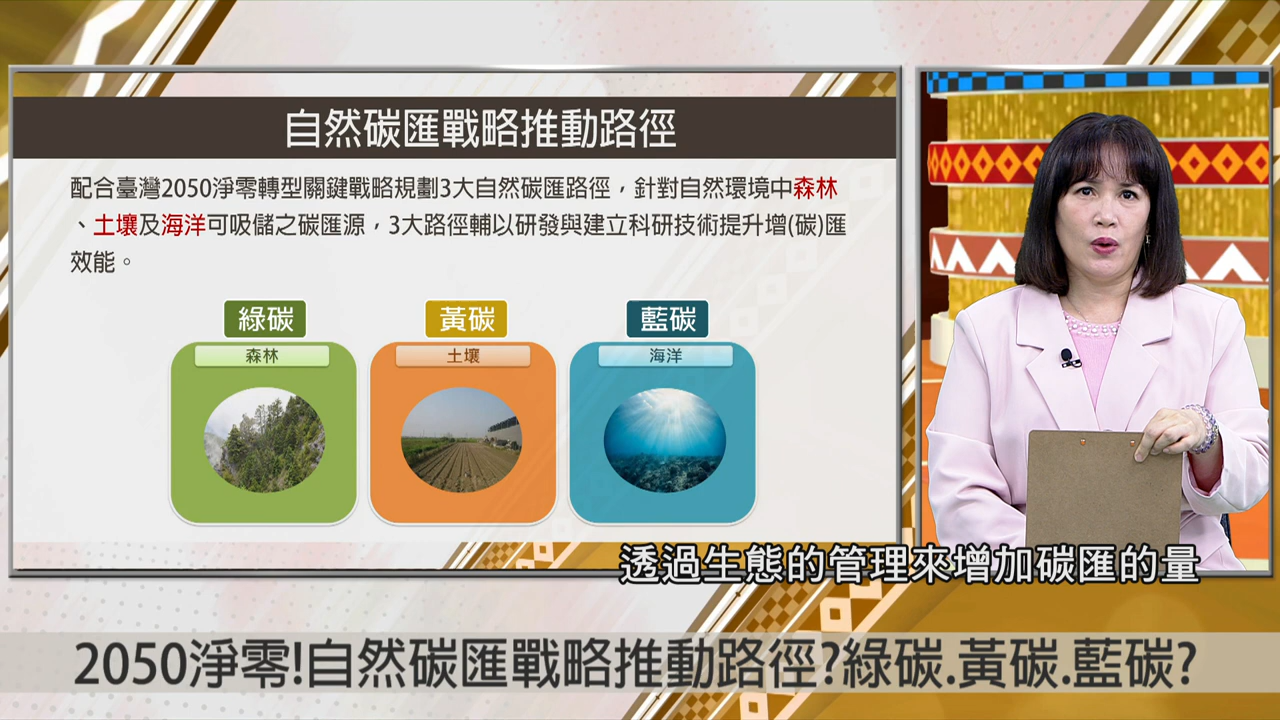 自然碳匯戰略推動路徑
配合臺灣2050淨零轉型關鍵戰略規劃3大自然碳匯路徑，針對自然環境中森林
、土壤及海洋可吸儲之碳匯源，3大路徑輔以研發與建立科研技術提升增(碳)匯
效能。
綠碳
黃碳
藍碳
森林
土壤
海洋
透過生態的管理來增加碳匯的量
2050淨零!自然碳匯戰略推動路徑?綠碳.黃碳.藍碳?